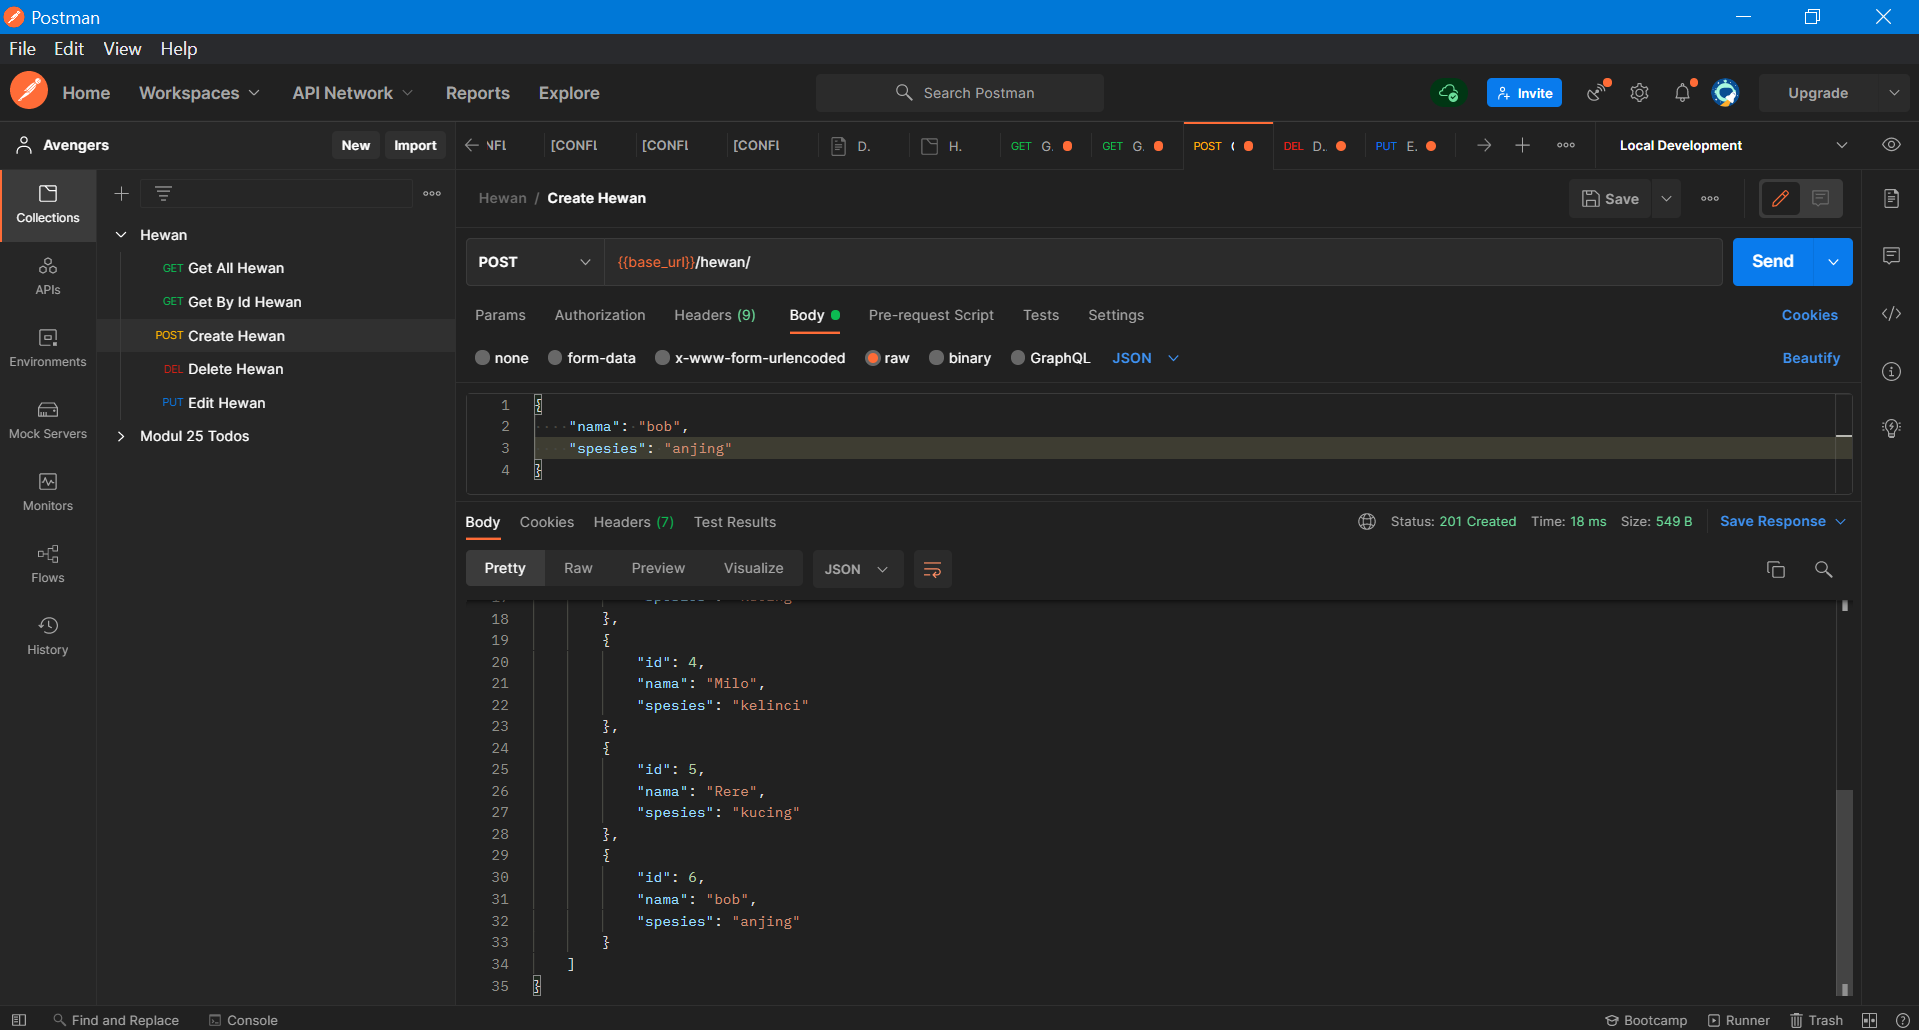 Postman
File Edit View Help
Home Workspaces API Network Reports Explore Search Postman Invite Upgrade
Avengers New Import
[CONFL [CONFL [CONFL D. H. GET G. GET G. POST DEL D.. PUT E. Local Development
Collections
APIs
Environments
Mock Servers
Monitors
Flows
History
Hewan
GET Get All Hewan
GET Get By Id Hewan
POST Create Hewan
DEL Delete Hewan
PUT Edit Hewan
Modul 25 Todos
Hewan / Create Hewan Save
POST {{base_url}}/hewan/ Send
Params Authorization Headers (9) Body Pre-request Script Tests Settings Cookies
none form-data x-www-form-urlencoded raw binary GraphQL JSON Beautify
1 {
2 "nama": "bob",
3 "spesies": "anjing"
4 }
Body Cookies Headers (7) Test Results Status: 201 Created Time: 18 ms Size: 549 B Save Response
Pretty Raw Preview Visualize JSON
18 },
19 {
20 "id": 4,
21 "nama": "Milo",
22 "spesies": "kelinci"
23 },
24 {
25 "id": 5,
26 "nama": "Rere",
27 "spesies": "kucing"
28 },
29 {
30 "id": 6,
31 "nama": "bob",
32 "spesies": "anjing"
33 }
34 ]
35 }
Find and Replace Console Bootcamp Runner Trash